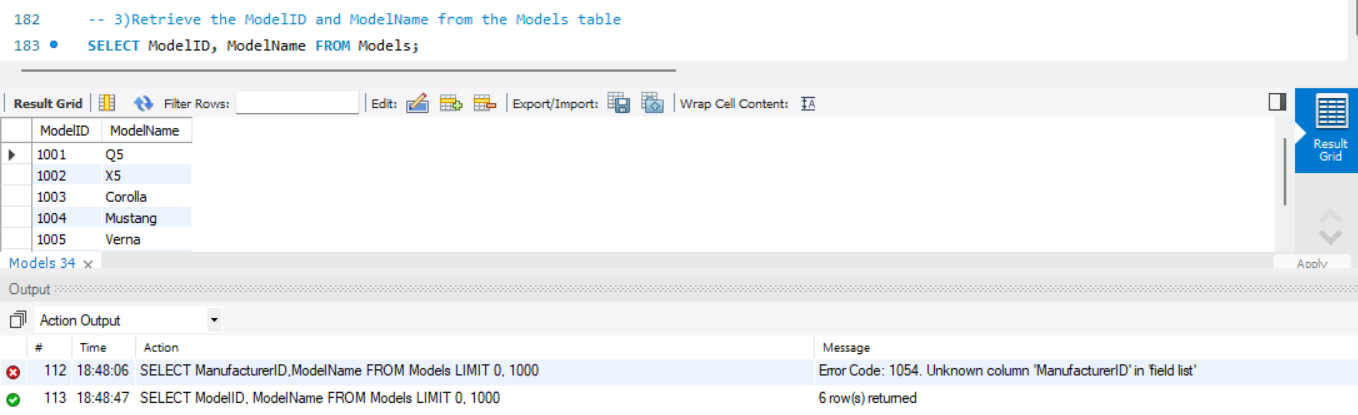 182 -- 3)Retrieve the ModelID and ModelName from the Models table
183 SELECT ModelID, ModelName FROM Models;
Result Grid Filter Rows: Edit: Export/Import: Wrap Cell Content:
ModelID ModelName
1001 Q5
1002 X5
1003 Corolla
1004 Mustang
1005 Verna
Result
Grid
Models 34
Apply
Output
Action Output
# Time Action Message
112 18:48:06 SELECT ManufacturerID,ModelName FROM Models LIMIT 0, 1000 Error Code: 1054. Unknown column 'ManufacturerID' in 'field list'
113 18:48:47 SELECT ModelID, ModelName FROM Models LIMIT 0, 1000 6 row(s) returned